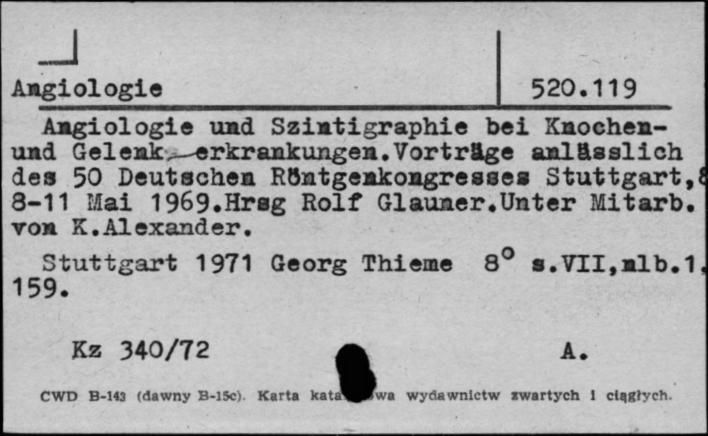 Angiologie 520.119
Angiologie und Szintigraphie bei Knochen-
und Gelenk erkrankungen.Vorträge anlässlich
des 50 Deutschen Röntgenkongresses Stuttgart,8
8-11 Mai 1969.Hrsg Rolf Glauner.Unter Mitarb.
von K.Alexander.
Stuttgart 1971 Georg Thieme 8° s.VII,nlb.1,
159.
Kz 340/72 A.
CWD B-143 (dawny B-15c). Karta wydawnictw zwartych i ciągłych.